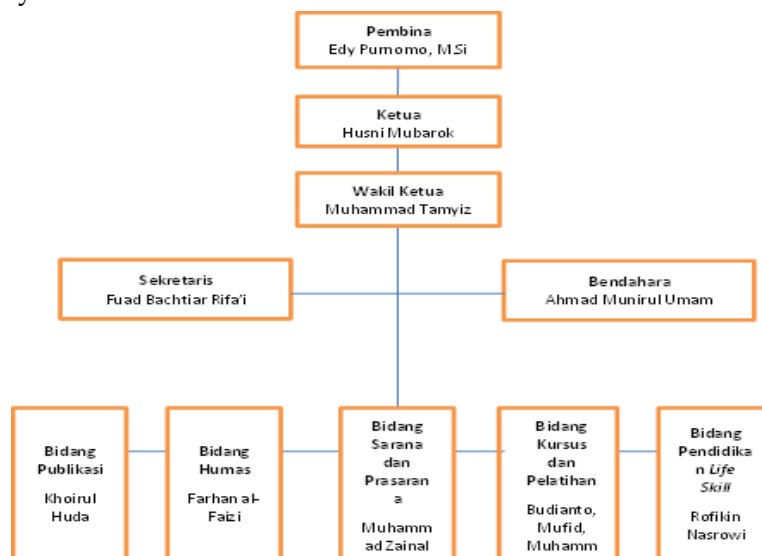 y
Pembina
Edy Purnomo, M.Si
Ketua
Husni Mubarok
Wakil Ketua
Muhammad Tamyiz
Sekretaris
Fuad Bachtiar Rifa'i
Bendahara
Ahmad Munirul Umam
Bidang
Publikasi
Khoirul
Huda
Bidang
Humas
Farhan al-
Faizi
Bidang
Sarana
dan
Prasaran
a
Muhamm
ad Zainal
Bidang
Kursus
dan
Pelatihan
Budianto,
Mufid,
Muhamm
Bidang
Pendidika
n Life
Skill
Rofikin
Nasrowi